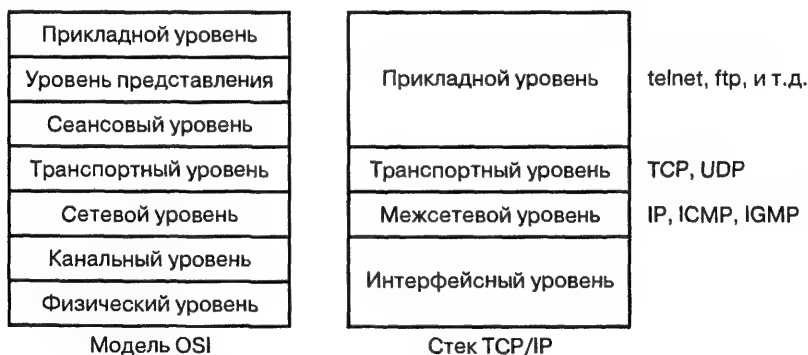 Прикладной уровень
Уровень представления
Сеансовый уровень
Транспортный уровень
Сетевой уровень
Канальный уровень
Физический уровень
Модель OSI
Прикладной уровень
telnet, ftp, и т.д.
Транспортный уровень
TCP, UDP
Межсетевой уровень
IP, ICMP, IGMP
Интерфейсный уровень
Стек TCP/IP